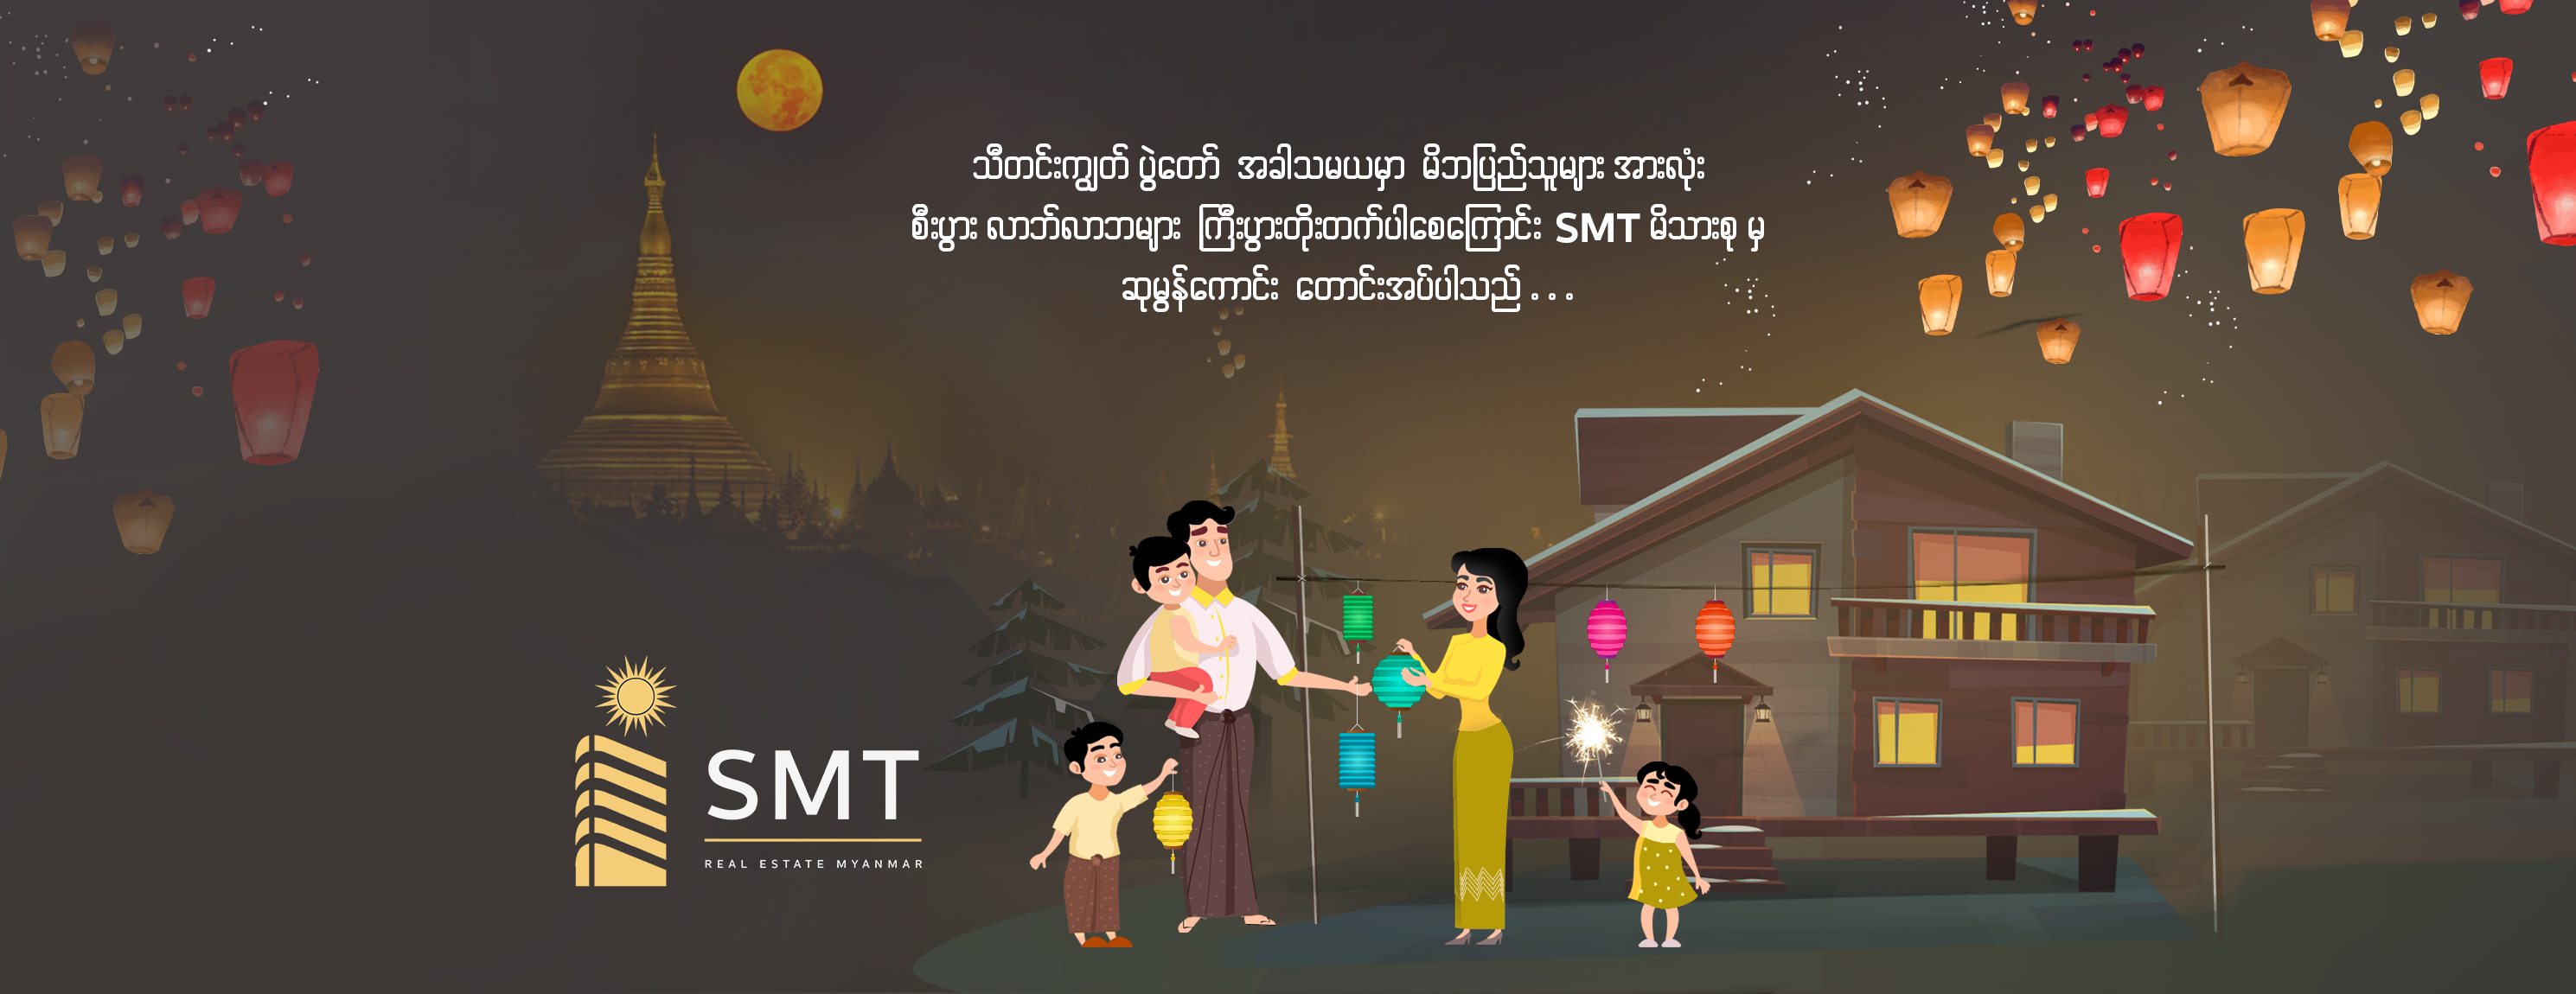 သီတင်းကျွတ် ပွဲတော် အခါသမယမှာ မိဘပြည်သူများ အားလုံး
စီးပွား လာဘ်လာဘများ ကြီးပွားတိုးတက်ပါစေကြောင်း SMT မိသားစု မှ
ဆုမွန်ကောင်း တောင်းအပ်ပါသည် . . .
SMT
REAL ESTATE MYANMAR